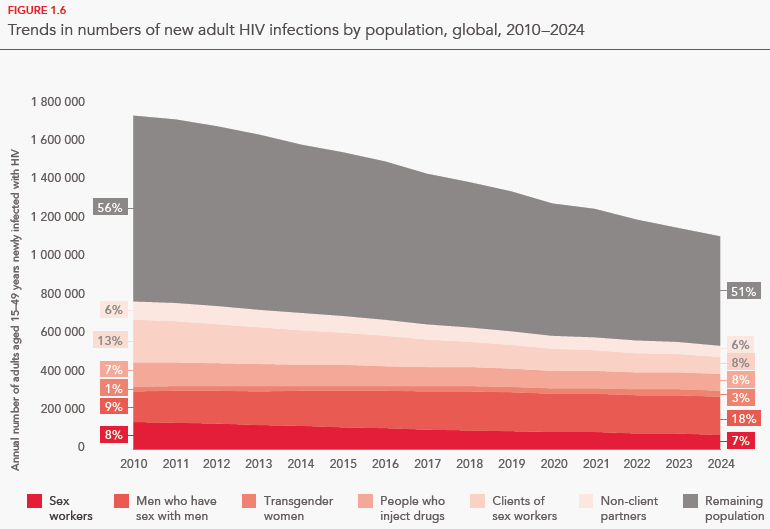 FIGURE 1.6
Trends in numbers of new adult HIV infections by population, global, 2010–2024
Annual number of adults aged 15–49 years newly infected with HIV
1 800 000
1 600 000
1 400 000
1 200 000
1 000 000
800 000
600 000
400 000
200 000
0
56%
6%
13%
7%
1%
9%
8%
51%
6%
8%
8%
3%
18%
7%
2010 2011 2012 2013 2014 2015 2016 2017 2018 2019 2020 2021 2022 2023 2024
Sex
workers
Men who have
sex with men
Transgender
women
People who
inject drugs
Clients of
sex workers
Non-client
partners
Remaining
population